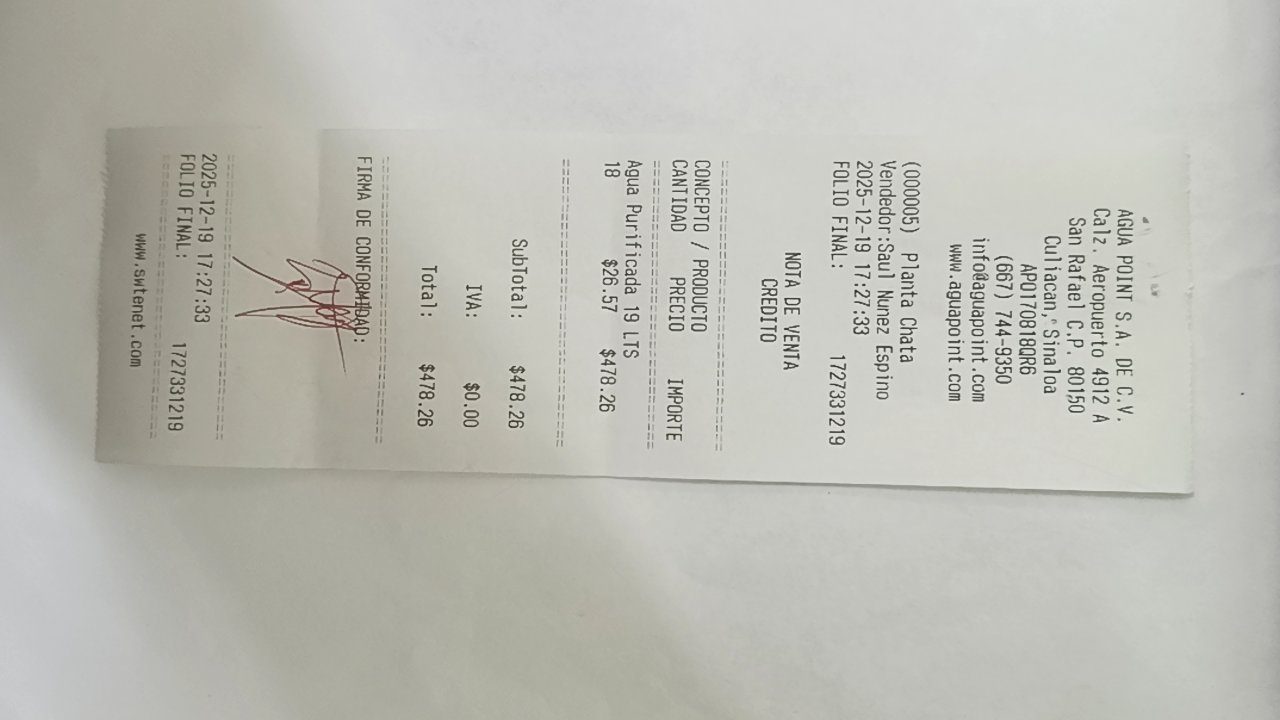 AGUA POINT S.A. DE C.V.
Calz. Aeropuerto 4912 A
San Rafael C.P. 80150
Culiacan, Sinaloa
APO170818QR6
(667) 744-9350
info@aguapoint.com
www.aguapoint.com
(000005) Planta Chata
Vendedor:Saul Nunez Espino
2025-12-19 17:27:33
FOLIO FINAL: 1727331219
NOTA DE VENTA
CREDITO
CONCEPTO / PRODUCTO
CANTIDAD PRECIO IMPORTE
Agua Purificada 19 LTS
18 $26.57 $478.26
SubTotal: $478.26
IVA: $0.00
Total: $478.26
FIRMA DE CONFORMIDAD:
2025-12-19 17:27:33
FOLIO FINAL: 1727331219
www.swtenet.com